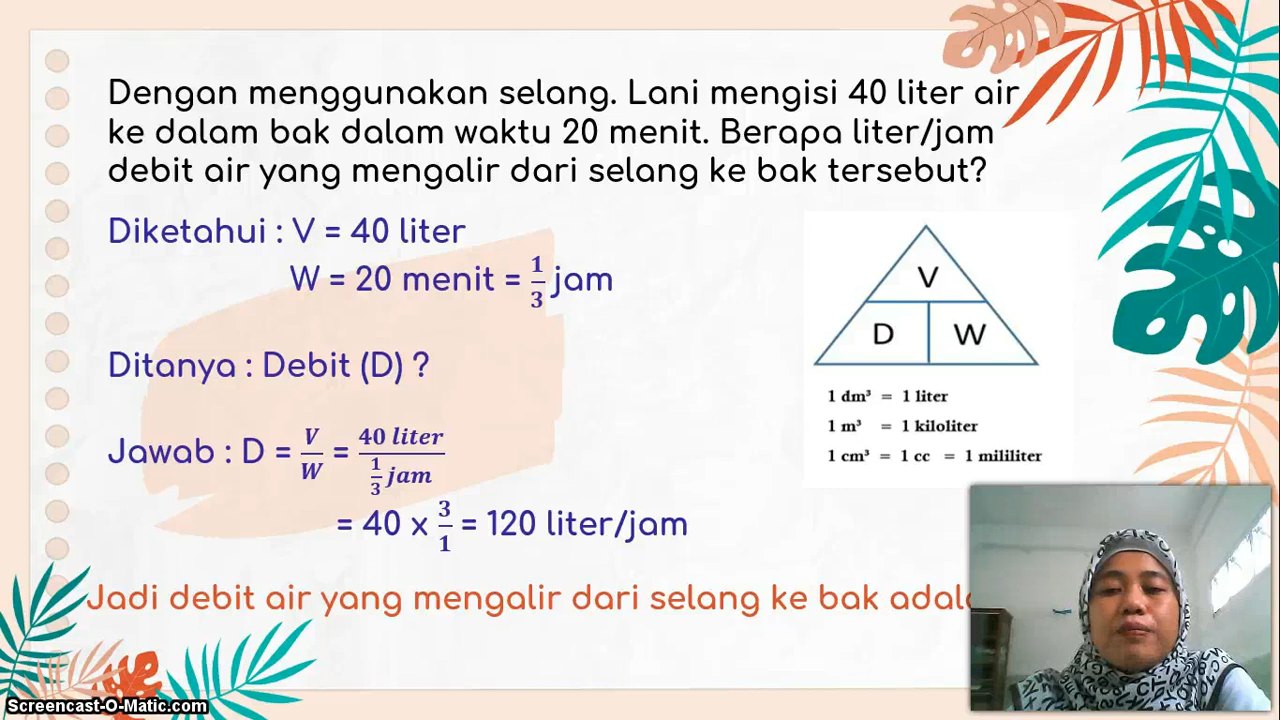 Dengan menggunakan selang. Lani mengisi 40 liter air
ke dalam bak dalam waktu 20 menit. Berapa liter/jam
debit air yang mengalir dari selang ke bak tersebut?
Diketahui : V = 40 liter
W = 20 menit = 1/3 jam
Ditanya : Debit (D) ?
Jawab : D = V/W = 40 liter / 1/3 jam
= 40 x 3/1 = 120 liter/jam
Jadi debit air yang mengalir dari selang ke bak
V
D W
1 dm³ = 1 liter
1 m³ = 1 kiloliter
1 cm³ = 1 cc = 1 mililiter
Screencast-O-Matic.com